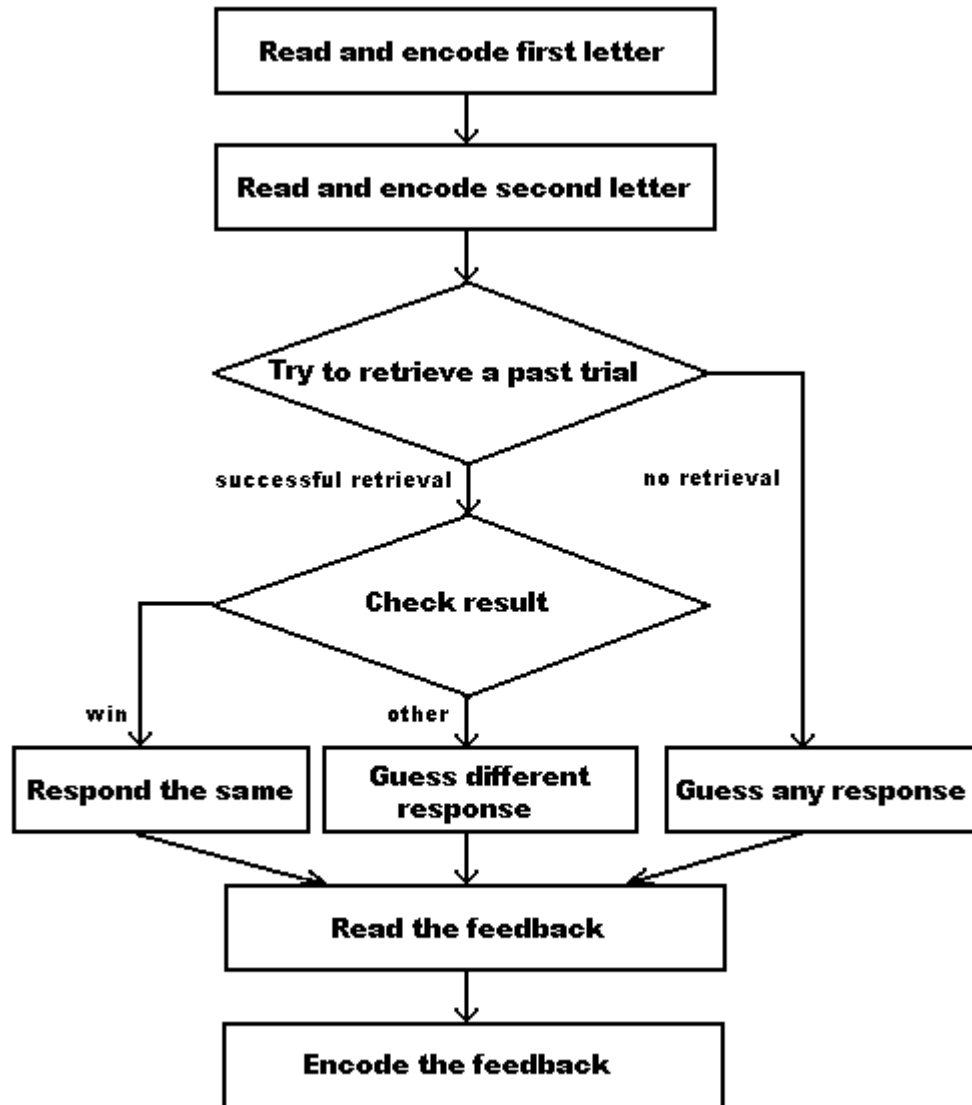 Read and encode first letter
Read and encode second letter
Try to retrieve a past trial
successful retrieval
no retrieval
Check result
win
other
Respond the same
Guess different
response
Guess any response
Read the feedback
Encode the feedback